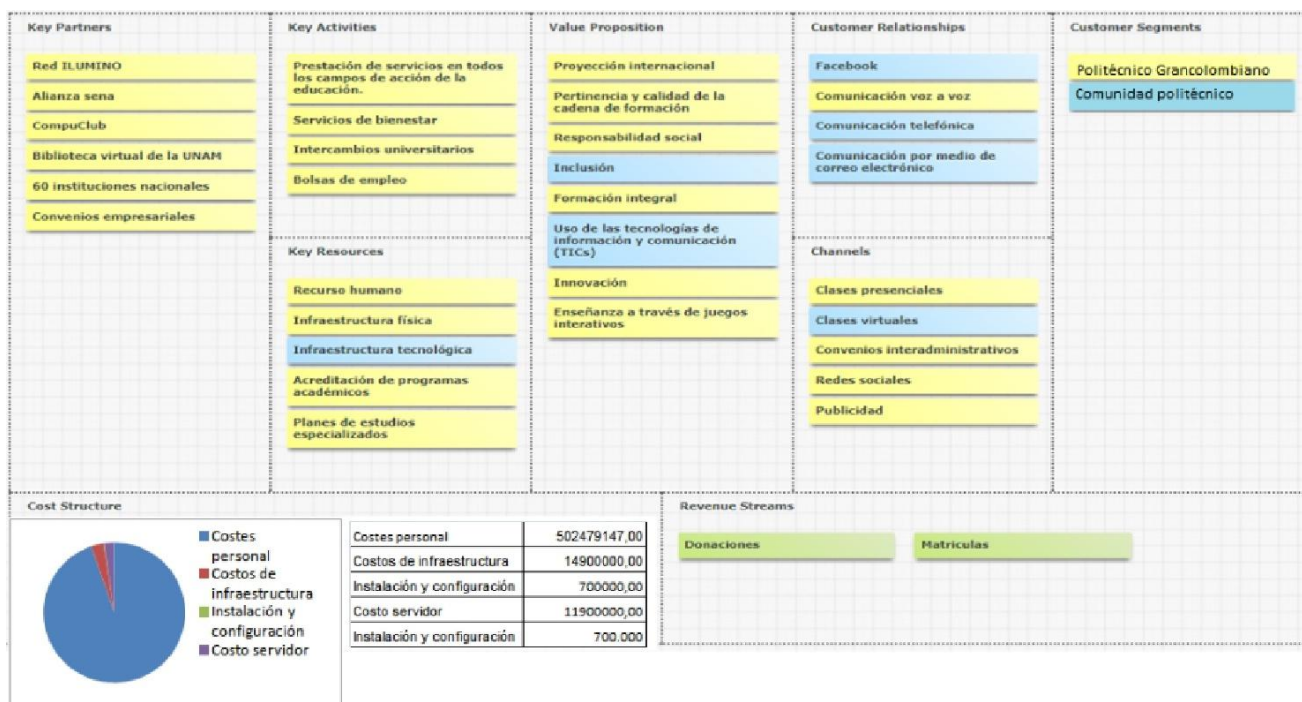 Key Partners
Red ILUMINO
Alianza sena
CompuClub
Biblioteca virtual de la UNAM
60 instituciones nacionales
Convenios empresariales
Key Activities
Prestación de servicios en todos
los campos de acción de la
educación.
Servicios de bienestar
Intercambios universitarios
Bolsas de empleo
Key Resources
Recurso humano
Infraestructura física
Infraestructura tecnológica
Acreditación de programas
académicos
Planes de estudios
especializados
Value Proposition
Proyección internacional
Pertinencia y calidad de la
cadena de formación
Responsabilidad social
Inclusión
Formación integral
Uso de las tecnologías de
información y comunicación
(TICs)
Innovación
Enseñanza a través de juegos
interativos
Customer Relationships
Facebook
Comunicación voz a voz
Comunicación telefónica
Comunicación por medio de
correo electrónico
Channels
Clases presenciales
Clases virtuales
Convenios interadministrativos
Redes sociales
Publicidad
Customer Segments
Politécnico Grancolombiano
Comunidad politécnico
Cost Structure
Costes
personal
Costos de
infraestructura
Instalación y
configuración
Costo servidor
Costes personal 502479147,00
Costos de infraestructura 14900000,00
Instalación y configuración 700000,00
Costo servidor 11900000,00
Instalación y configuración 700.000
Revenue Streams
Donaciones
Matriculas